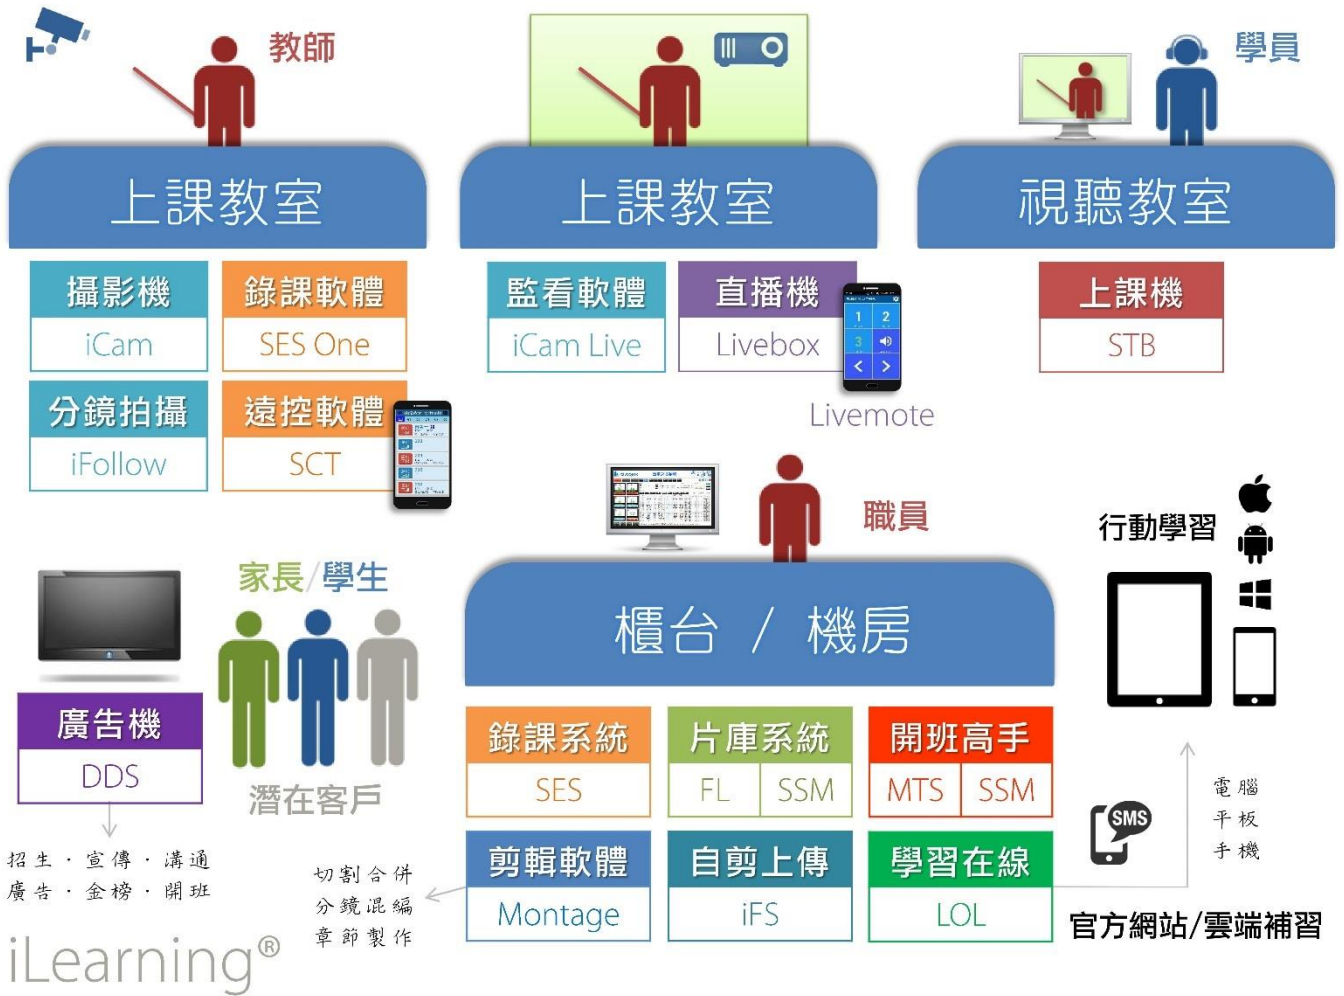 教師
學員
上課教室
上課教室
視聽教室
攝影機
iCam
錄課軟體
SES One
監看軟體
iCam Live
直播機
Livebox
1 2
3
上課機
STB
分鏡拍攝
iFollow
遠控軟體
SCT
Livemote
職員
行動學習
家長/學生
櫃台 / 機房
廣告機
DDS
潛在客戶
錄課系統
SES
片庫系統
FL SSM
開班高手
MTS SSM
電腦
平板
手機
SMS
招生·宣傳·溝通
廣告·金榜·開班
切割合併
分鏡混編
章節製作
剪輯軟體
Montage
自剪上傳
iFS
學習在線
LOL
官方網站/雲端補習
iLearning®